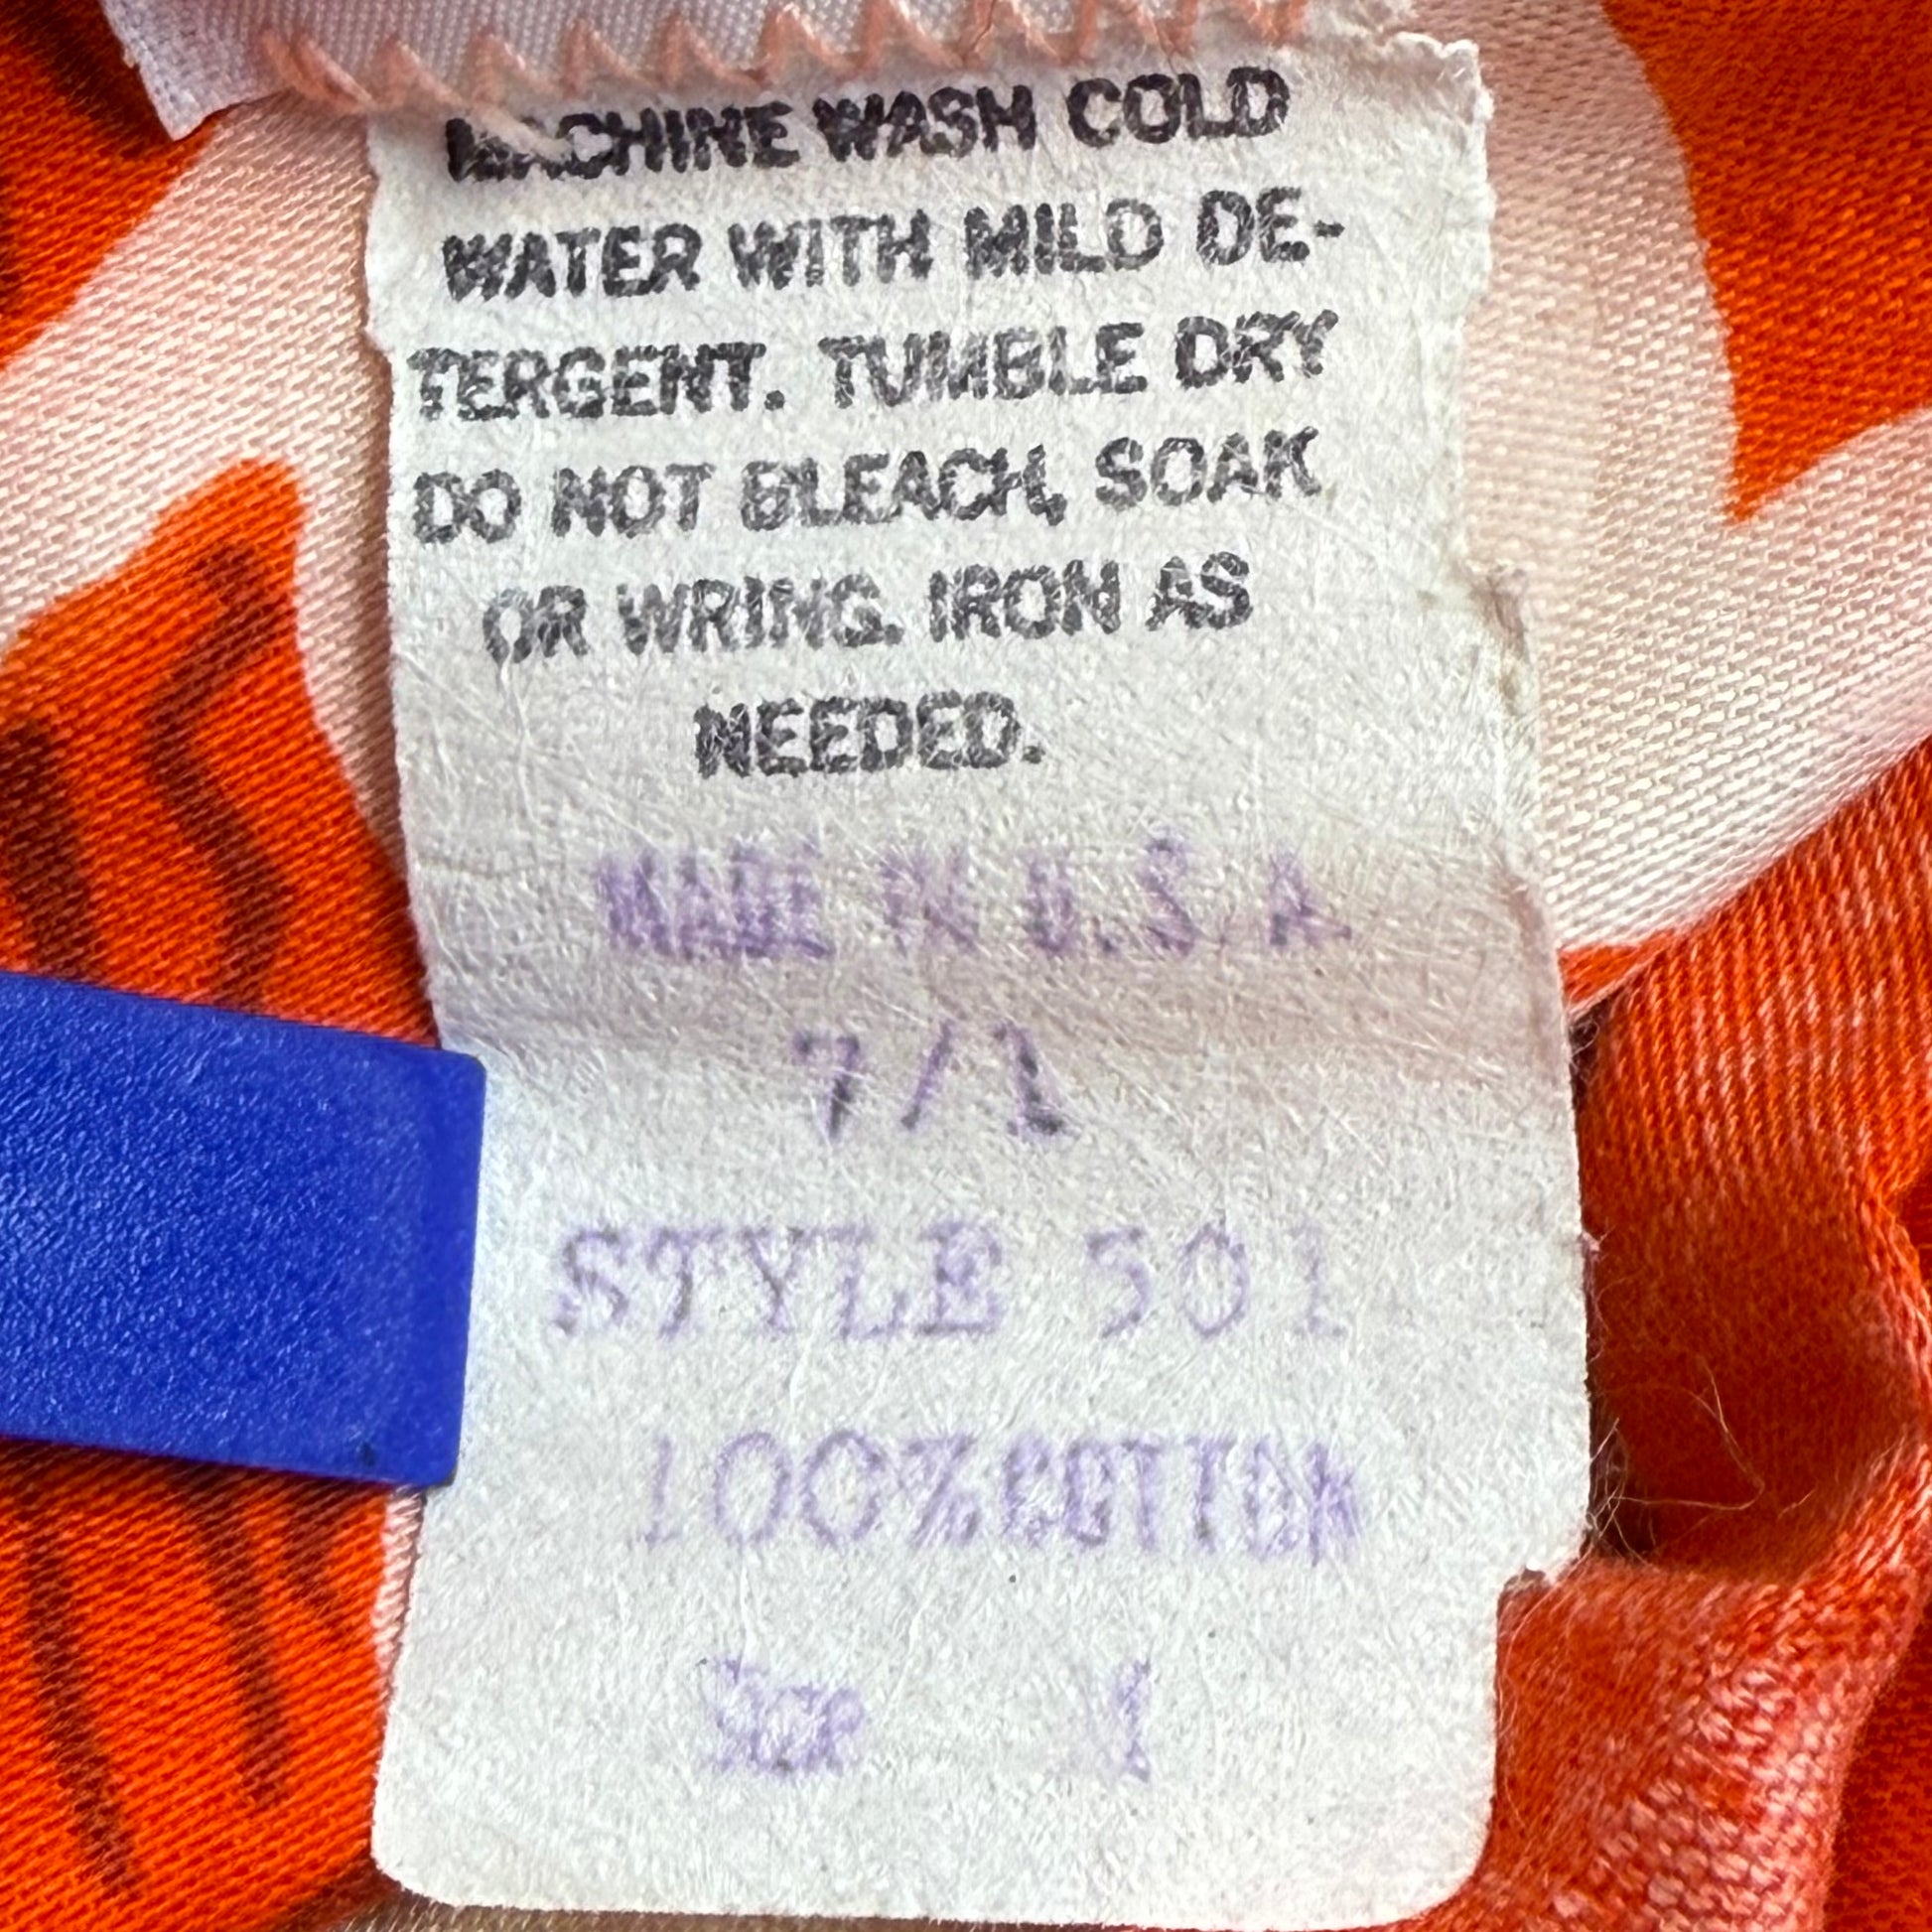 MACHINE WASH COLD
WATER WITH MILD DE-
TERGENT. TUMBLE DRY
DO NOT BLEACH, SOAK
OR WRING. IRON AS
NEEDED.
MADE IN U.S.A
7/1
STYLE 501
100%COTTON